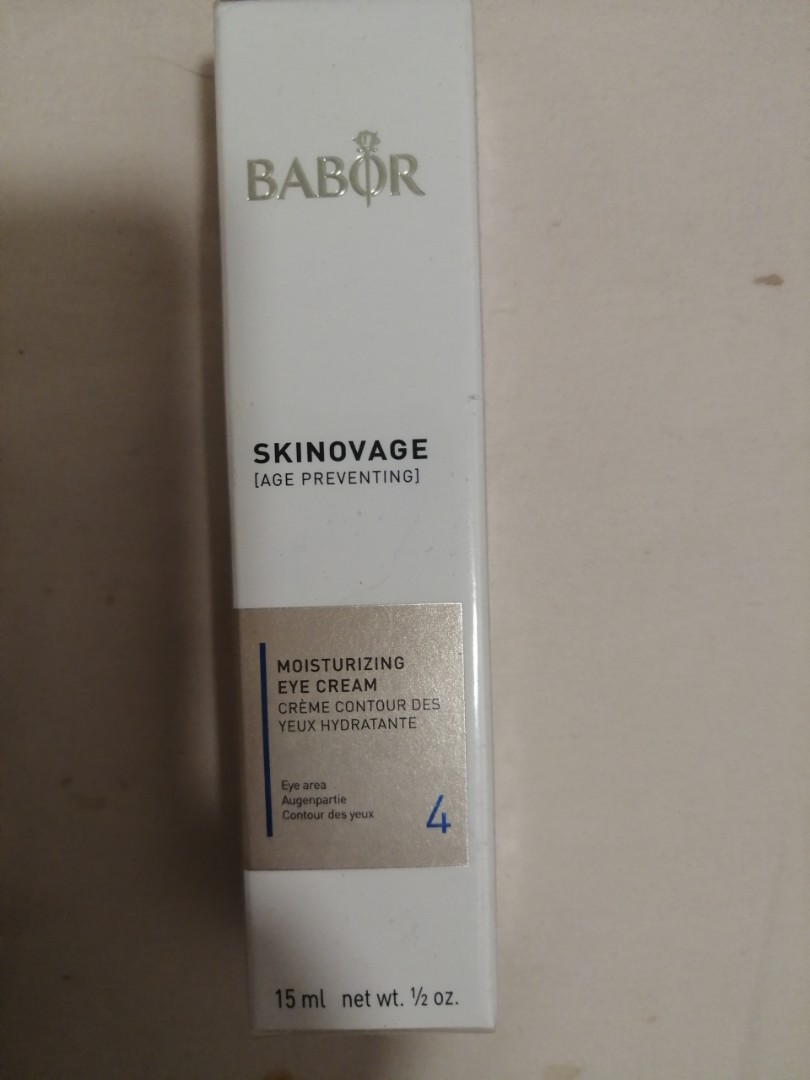 BABOR
SKINOVAGE
[AGE PREVENTING]
MOISTURIZING
EYE CREAM
CRÈME CONTOUR DES
YEUX HYDRATANTE
Eye area
Augenpartie
Contour des yeux
4
15 ml net wt. ½ oz.